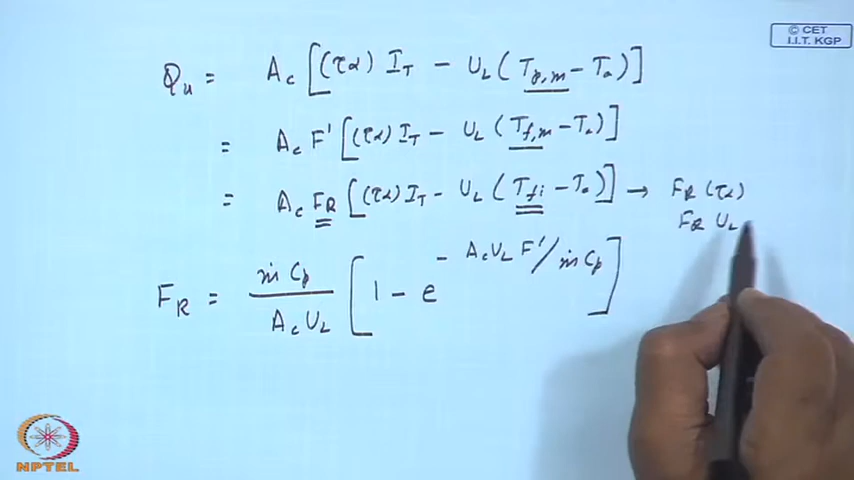 © CET
I.I.T. KGP
Qu = Ac [(τα) IT - UL (Tp,m - Ta)]
= Ac F' [(τα) IT - UL (Tf,m - Ta)]
= Ac FR [(τα) IT - UL (Tfi - Ta)] → FR (τα)
FR UL
FR = ṁ Cp / Ac UL [1 - e^- Ac UL F' / ṁ Cp]
NPTEL